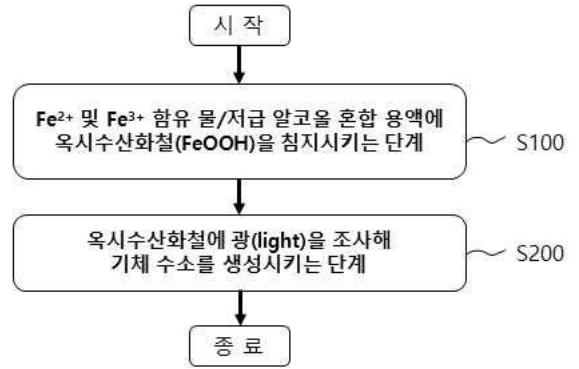 시 작
Fe²⁺ 및 Fe³⁺ 함유 물/저급 알코올 혼합 용액에
옥시수산화철(FeOOH)을 침지시키는 단계
S100
옥시수산화철에 광(light)을 조사해
기체 수소를 생성시키는 단계
S200
종 료